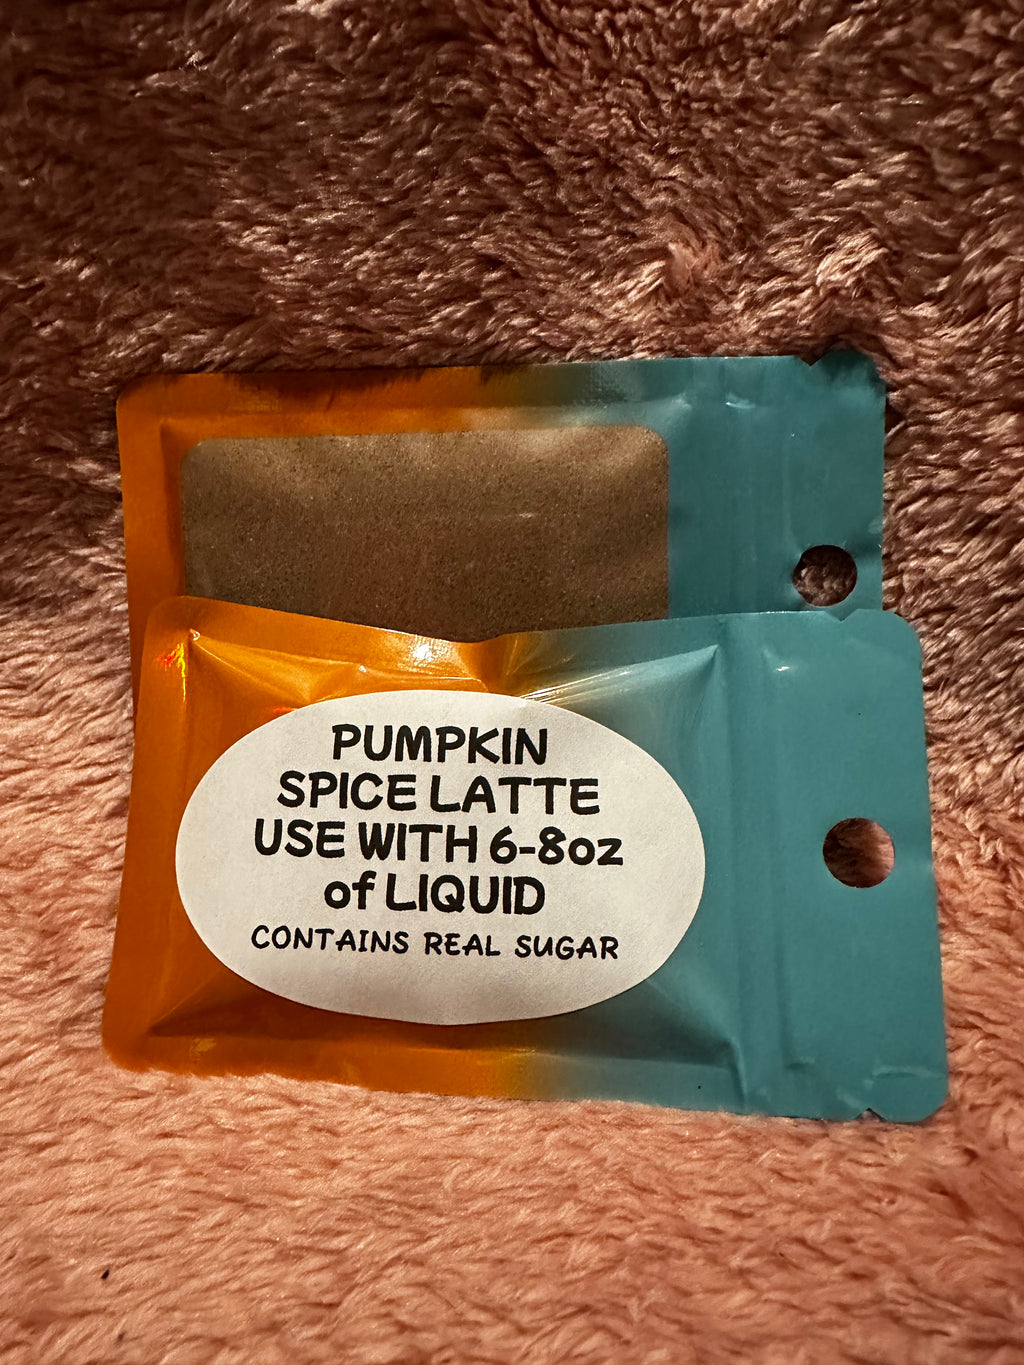 PUMPKIN
SPICE LATTE
USE WITH 6-8oz
of LIQUID
CONTAINS REAL SUGAR